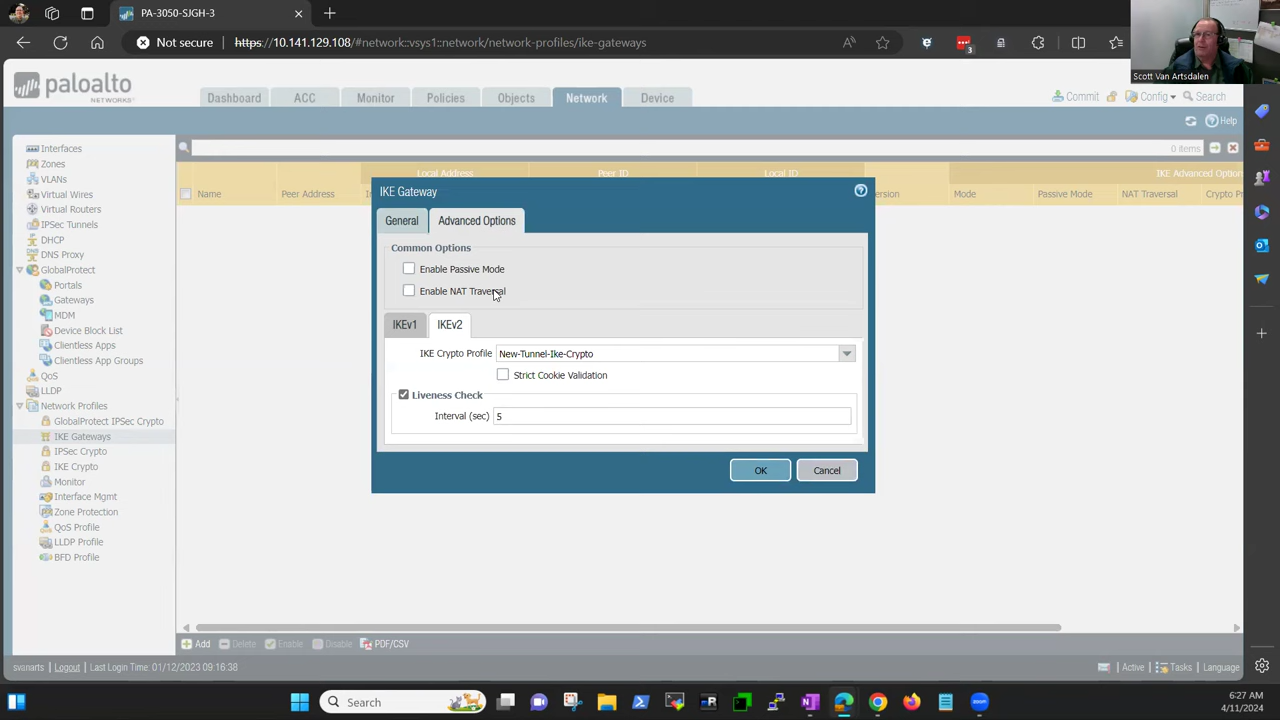 PA-3050-SJGH-3
Not secure
https://10.141.129.108/#network::vsys1::network/network-profiles/ike-gateways
3
Scott Van Artsdalen
paloalto
NETWORKS
Dashboard
ACC
Monitor
Policies
Objects
Network
Device
Commit
Config
Search
Help
Interfaces
Zones
VLANs
Virtual Wires
Virtual Routers
IPSec Tunnels
DHCP
DNS Proxy
GlobalProtect
Portals
Gateways
MDM
Device Block List
Clientless Apps
Clientless App Groups
QoS
LLDP
Network Profiles
GlobalProtect IPSec Crypto
IKE Gateways
IPSec Crypto
IKE Crypto
Monitor
Interface Mgmt
Zone Protection
QoS Profile
LLDP Profile
BFD Profile
0 items
Local Address
Peer ID
Local ID
IKE Advanced Option
Name
Peer Address
Mode
Passive Mode
NAT Traversal
Crypto Pr
IKE Gateway
General
Advanced Options
Common Options
Enable Passive Mode
Enable NAT Traversal
IKEv1
IKEv2
IKE Crypto Profile
New-Tunnel-Ike-Crypto
Strict Cookie Validation
Liveness Check
Interval (sec)
5
OK
Cancel
Add
Delete
Enable
Disable
PDF/CSV
svanarts
Logout
Last Login Time: 01/12/2023 09:16:38
Active
Tasks
Language
Search
6:27 AM
4/11/2024